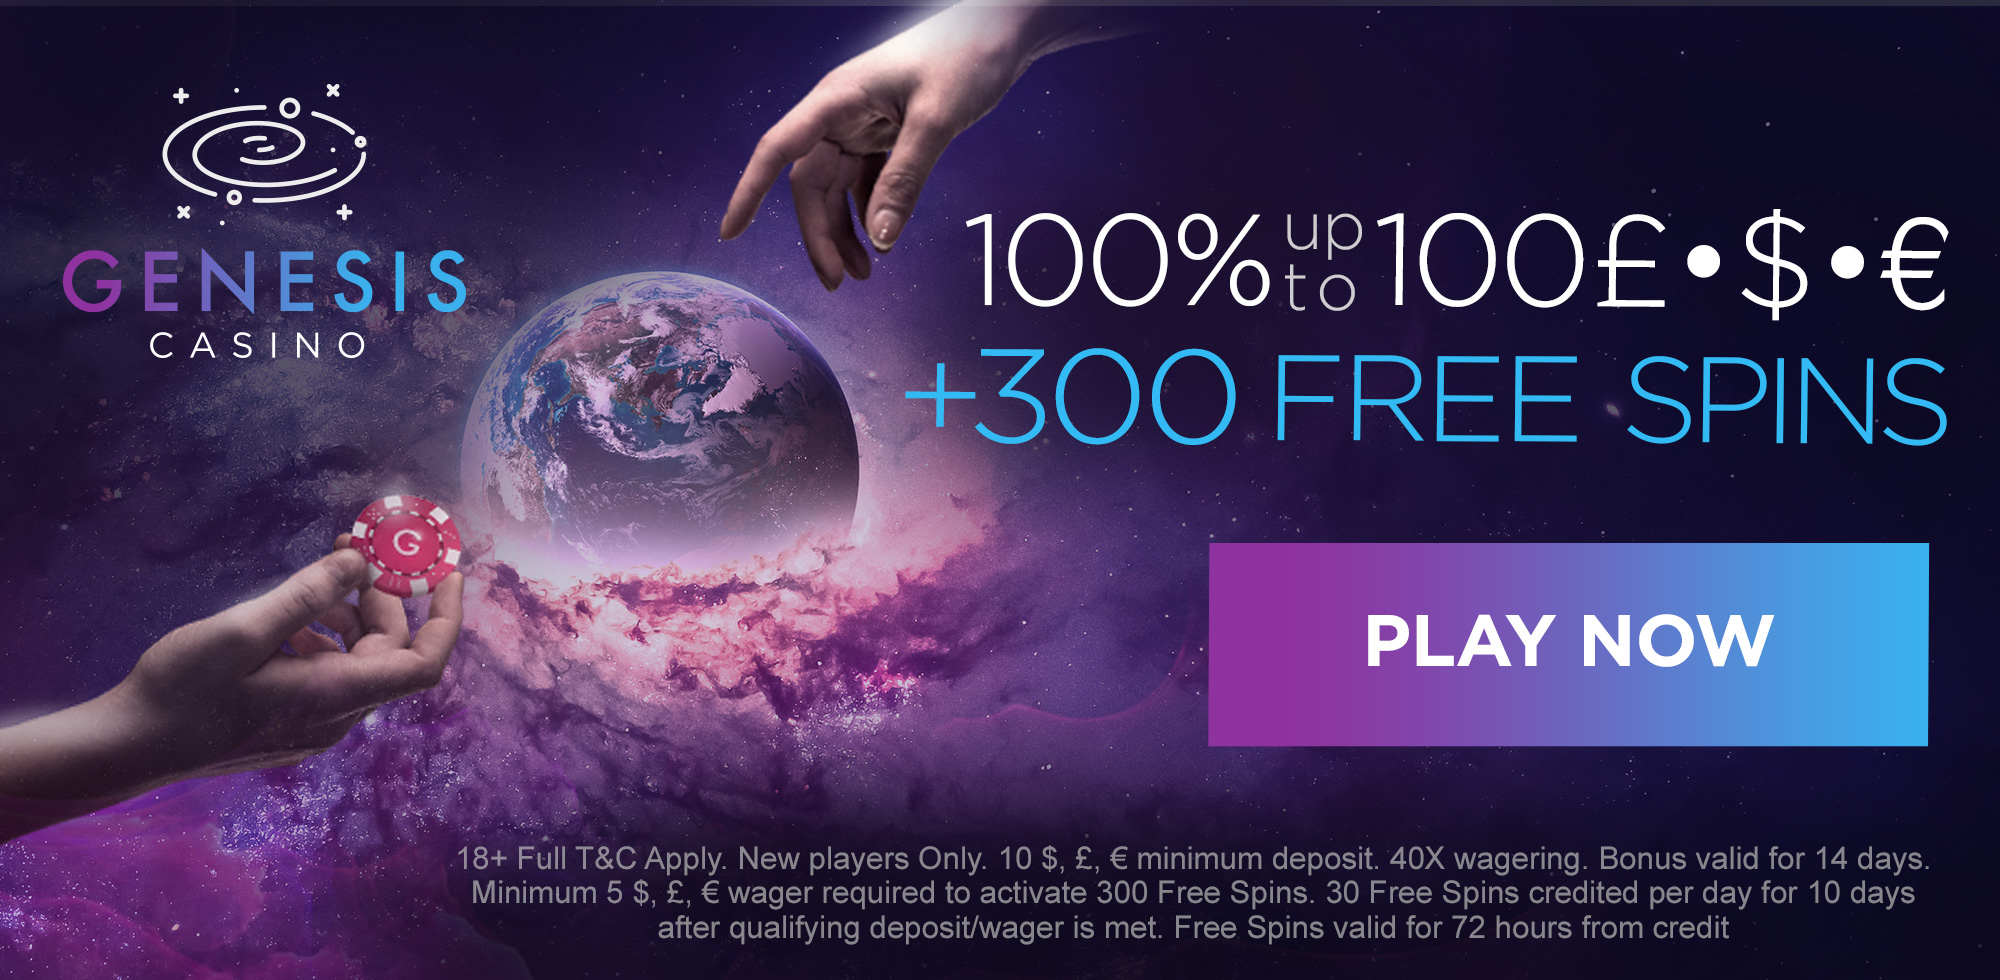 GENESIS
CASINO
100% up to 100£•$•€
+300 FREE SPINS
G
PLAY NOW
18+ Full T&C Apply. New players Only. 10 $, £, € minimum deposit. 40X wagering. Bonus valid for 14 days.
Minimum 5 $, £, € wager required to activate 300 Free Spins. 30 Free Spins credited per day for 10 days
after qualifying deposit/wager is met. Free Spins valid for 72 hours from credit